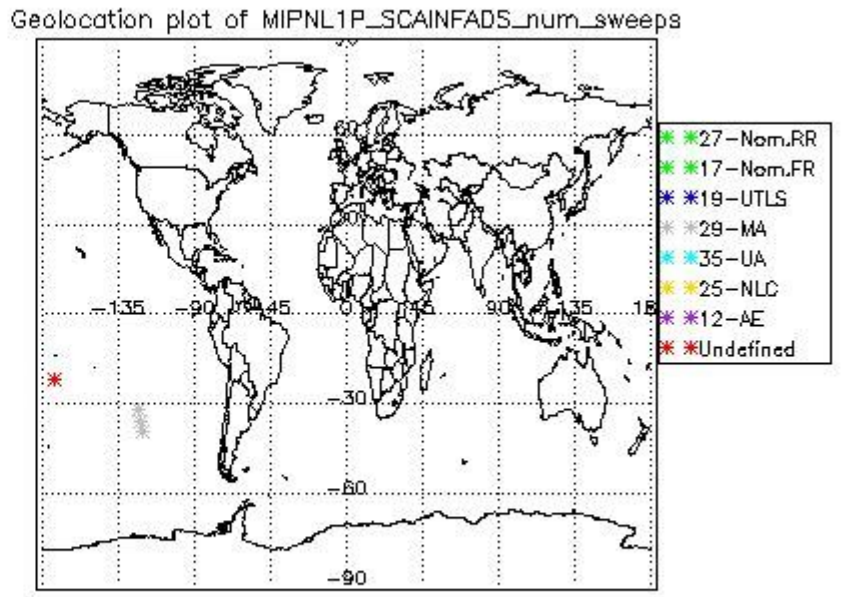 Geolocation plot of MIPNL1P_SCAINFADS_num_sweeps
60
27-Nom.RR
17-Nom.FR
19-UTLS
29-MA
35-UA
25-NLC
12-AE
Undefined
-135 -90 -45 0 45 90 135
-30
-60
-90